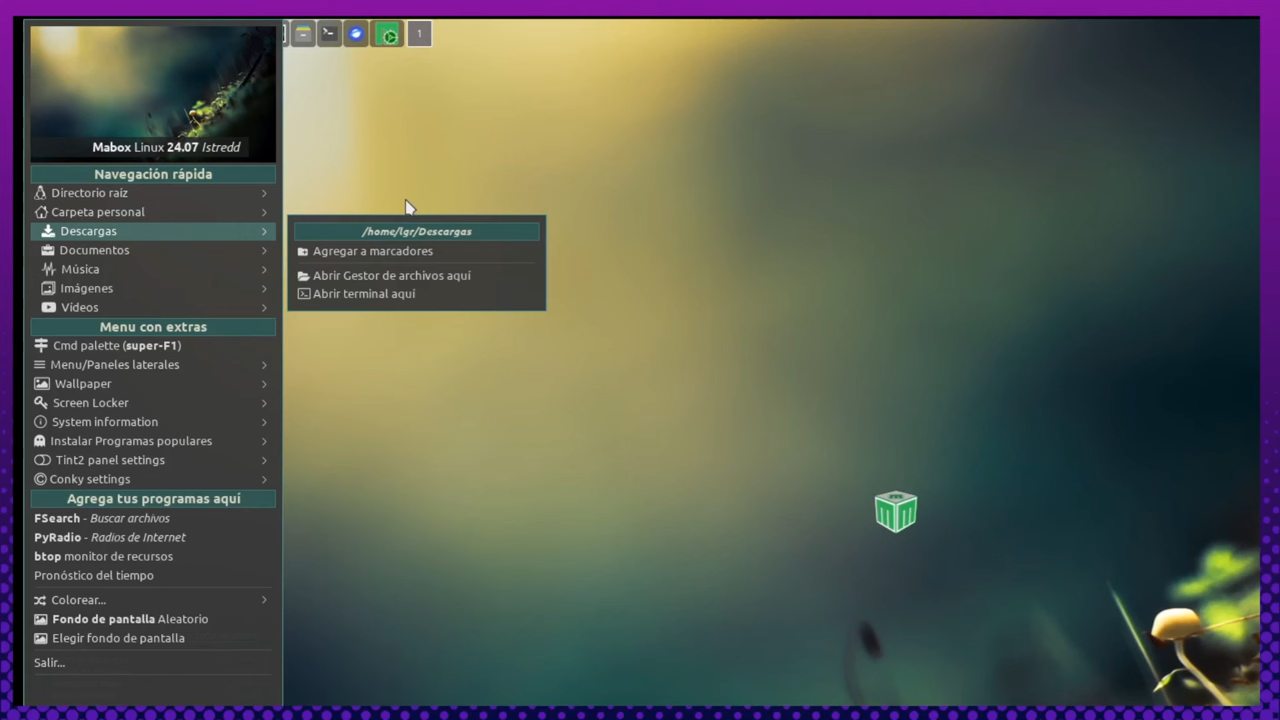 1
Mabox Linux 24.07 Istredd
Navegación rápida
Directorio raíz
Carpeta personal
Descargas
Documentos
Música
Imágenes
Vídeos
/home/lgr/Descargas
Agregar a marcadores
Abrir Gestor de archivos aquí
Abrir terminal aquí
Menu con extras
Cmd palette (super-F1)
Menu/Paneles laterales
Wallpaper
Screen Locker
System information
Instalar Programas populares
Tint2 panel settings
Conky settings
Agrega tus programas aquí
FSearch - Buscar archivos
PyRadio - Radios de Internet
btop monitor de recursos
Pronóstico del tiempo
Colorear...
Fondo de pantalla Aleatorio
Elegir fondo de pantalla
Salir...